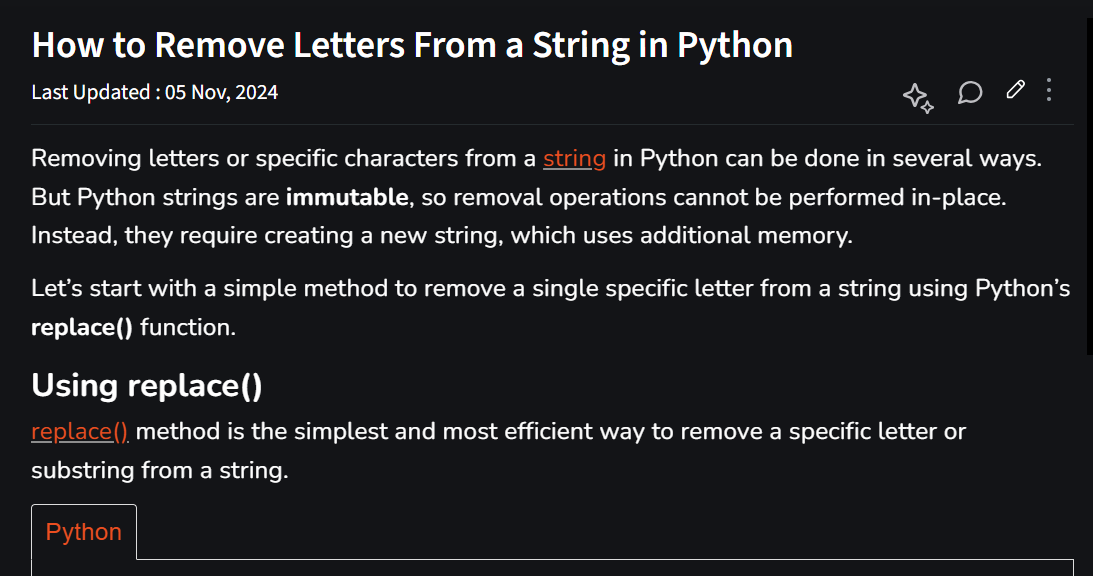 How to Remove Letters From a String in Python
Last Updated : 05 Nov, 2024
Removing letters or specific characters from a string in Python can be done in several ways.
But Python strings are immutable, so removal operations cannot be performed in-place.
Instead, they require creating a new string, which uses additional memory.
Let’s start with a simple method to remove a single specific letter from a string using Python’s
replace() function.
Using replace()
replace() method is the simplest and most efficient way to remove a specific letter or
substring from a string.
Python